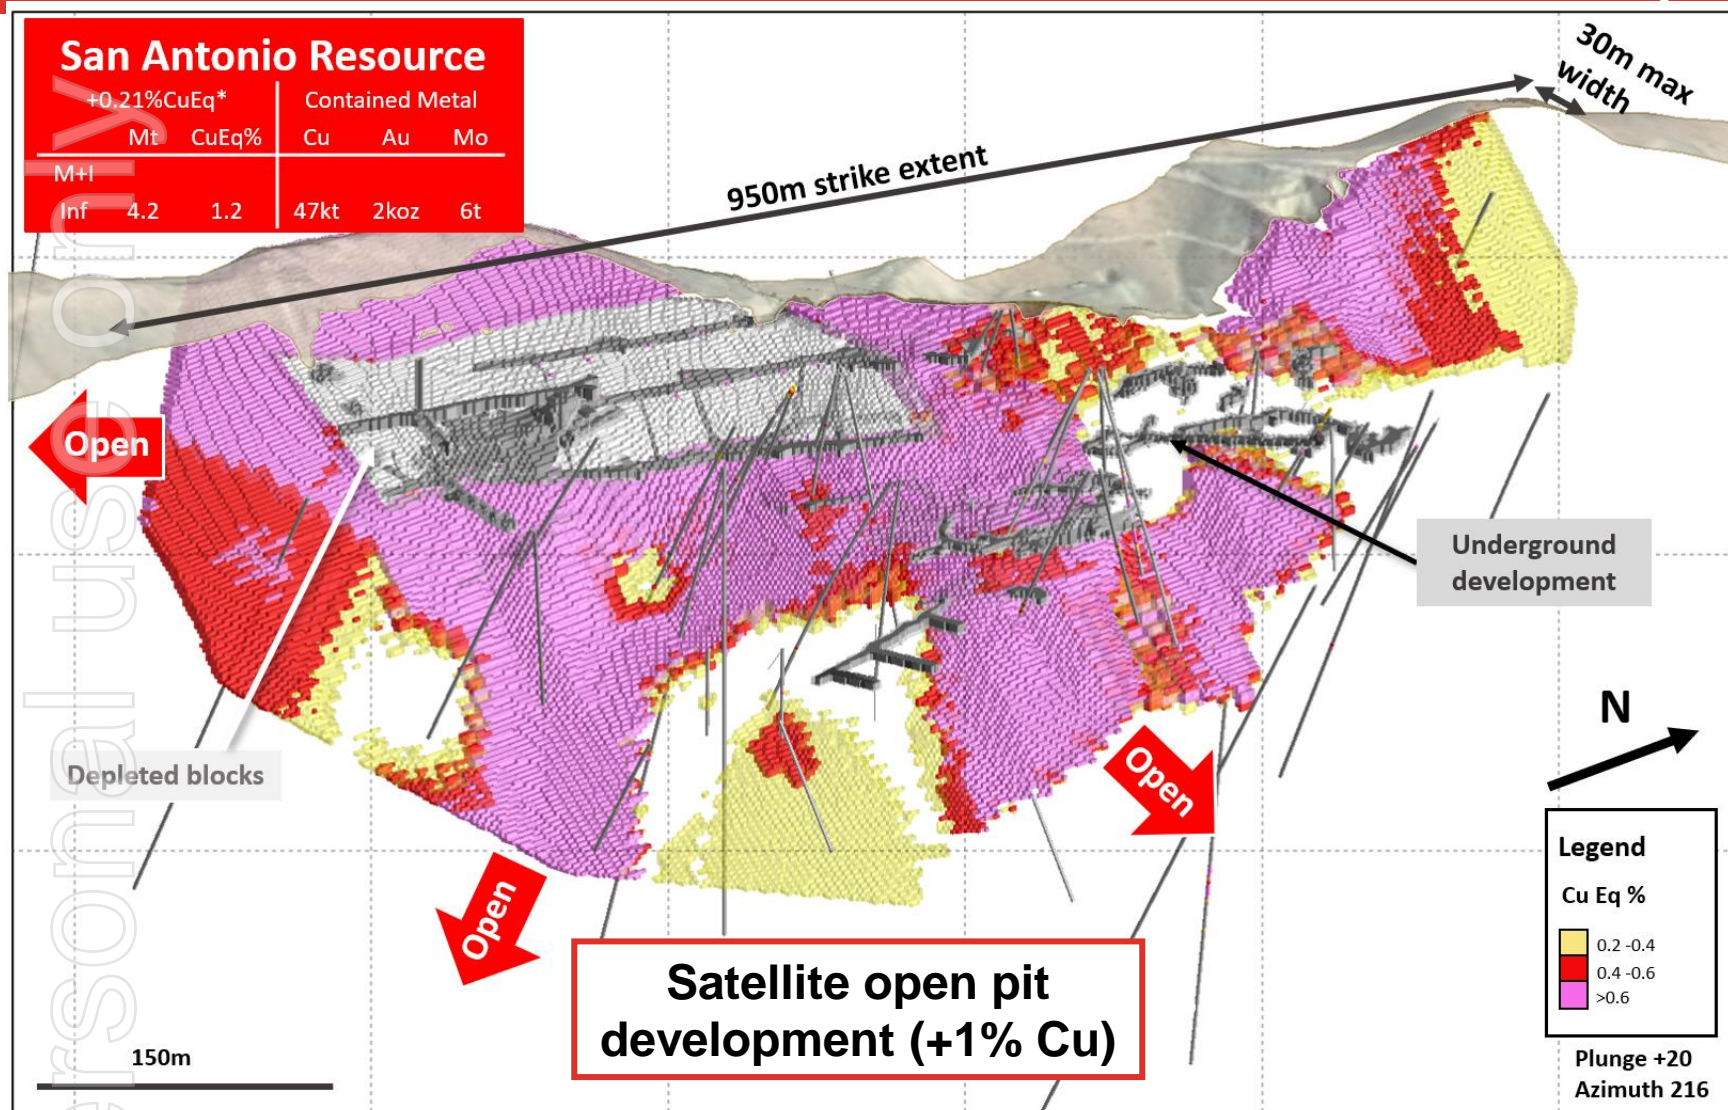 San Antonio Resource
+0.21%CuEq* Contained Metal
Mt CuEq% Cu Au Mo
M+I
Inf 4.2 1.2 47kt 2koz 6t
30m max
width
950m strike extent
Open
Underground
development
Depleted blocks
N
Open
Open
Satellite open pit
development (+1% Cu)
Legend
Cu Eq %
0.2 -0.4
0.4 -0.6
>0.6
150m
Plunge +20
Azimuth 216
ersonal use only